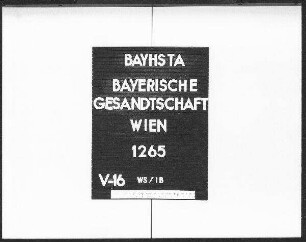 BAYHSTA
BAYERISCHE
GESANDTSCHAFT
WIEN
1265
V-16 WS/IB